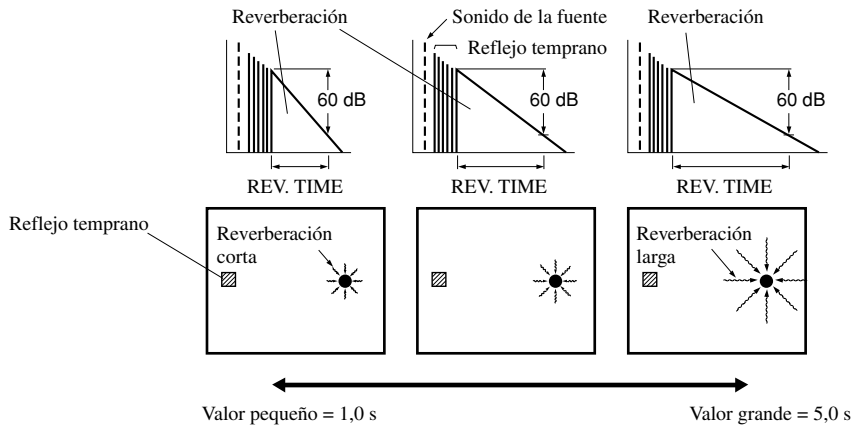 Reverberación
Sonido de la fuente
Reverberación
Reflejo temprano
60 dB
60 dB
60 dB
REV. TIME
REV. TIME
REV. TIME
Reflejo temprano
Reverberación
corta
Reverberación
larga
Valor pequeño = 1,0 s
Valor grande = 5,0 s